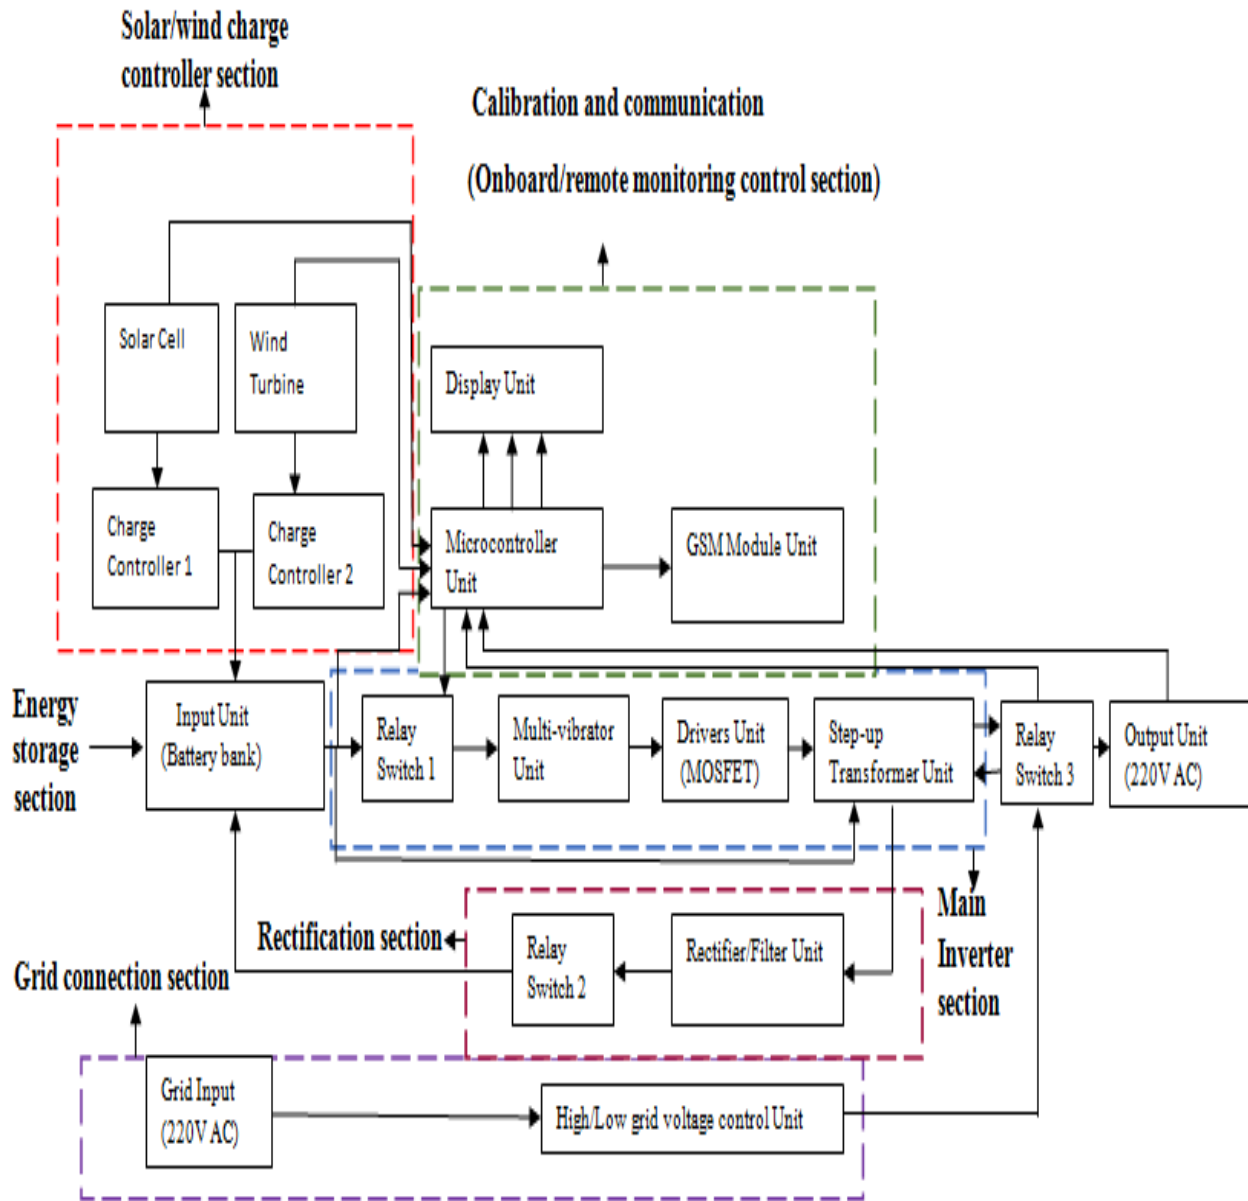 Solar/wind charge
controller section
Calibration and communication
(Onboard/remote monitoring control section)
Solar Cell
Wind
Turbine
Display Unit
Charge
Controller 1
Charge
Controller 2
Microcontroller
Unit
GSM Module Unit
Energy
storage
section
Input Unit
(Battery bank)
Relay
Switch 1
Multi-vibrator
Unit
Drivers Unit
(MOSFET)
Step-up
Transformer Unit
Relay
Switch 3
Output Unit
(220V AC)
Main
Inverter
section
Rectification section
Relay
Switch 2
Rectifier/Filter Unit
Grid connection section
Grid Input
(220V AC)
High/Low grid voltage control Unit